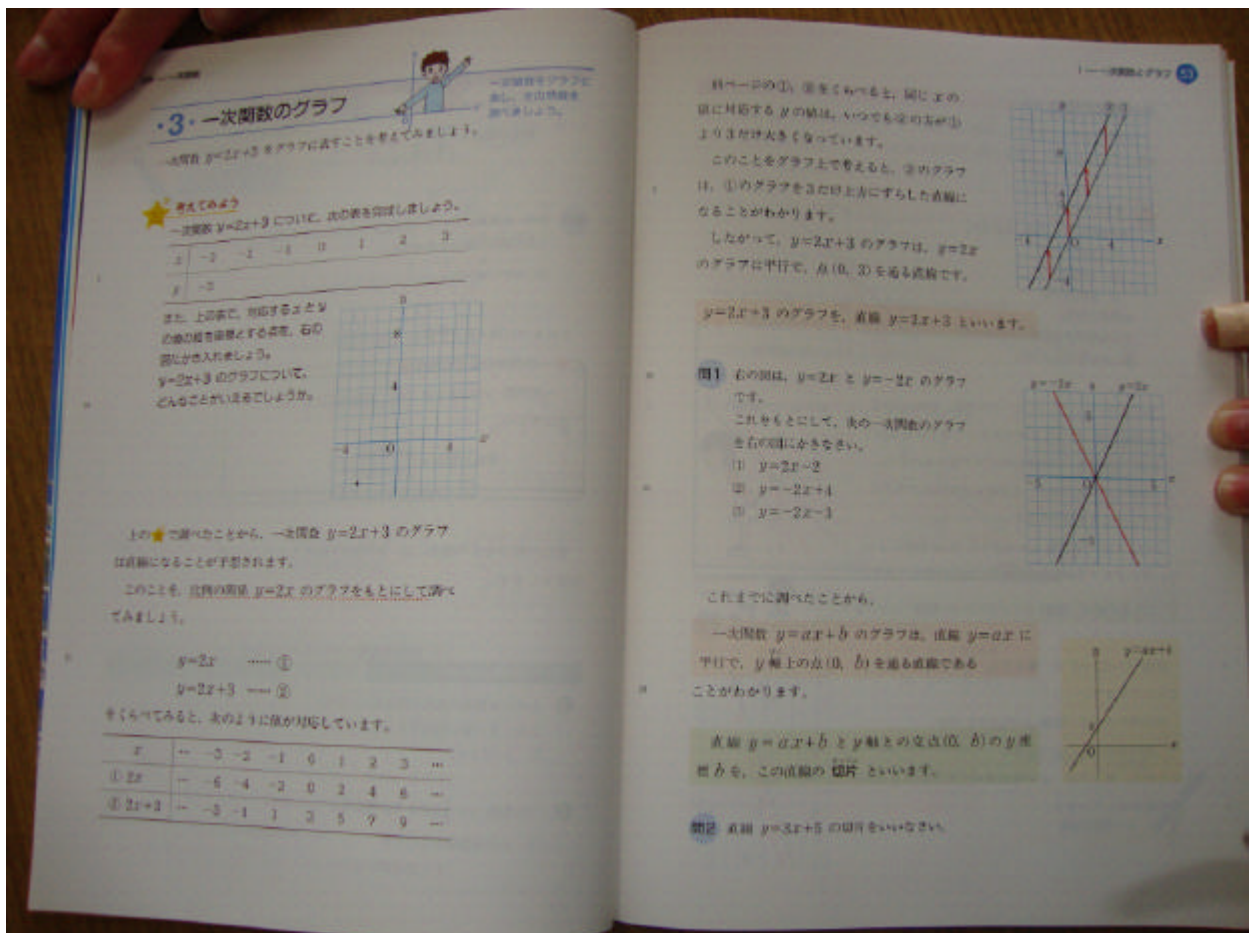 ・3・一次関数のグラフ
一次関数をグラフに
表し、その特徴を
調べましょう。
一次関数 y=2x+3 をグラフに表すことを考えてみましょう。
考えてみよう
一次関数 y=2x+3 について、次の表を完成しましょう。
x -3 -2 -1 0 1 2 3
y -3
また、上の表で、対応する x と y
の値の組を座標とする点を、右の
図にかき入れましょう。
y=2x+3 のグラフについて、
どんなことがいえるでしょうか。
y
8
4
-4 O 4 x
上の★で調べたことから、一次関数 y=2x+3 のグラフ
は直線になることが予想されます。
このことを、比例の関係 y=2x のグラフをもとにして調べ
てみましょう。
y=2x …… ①
y=2x+3 …… ②
をくらべてみると、次のように値が対応しています。
x … -3 -2 -1 0 1 2 3 …
① 2x … -6 -4 -2 0 2 4 6 …
② 2x+3 … -3 -1 1 3 5 7 9 …
1 一次関数とグラフ
前ページの①、②をくらべると、同じ x の
値に対応する y の値は、いつでも②の方が①
より3だけ大きくなっています。
このことをグラフ上で考えると、②のグラフ
は、①のグラフを3だけ上方にずらした直線に
なることがわかります。
したがって、y=2x+3 のグラフは、y=2x
のグラフに平行で、点(0, 3)を通る直線です。
y=2x+3 のグラフを、直線 y=2x+3 といいます。
問1 右の図は、y=2x と y=-2x のグラフ
です。
これをもとにして、次の一次関数のグラフ
を右の図にかきなさい。
(1) y=2x-2
(2) y=-2x+4
(3) y=-2x-3
y=-2x y y=2x
5
-5 O 5 x
-5
これまでに調べたことから、
一次関数 y=ax+b のグラフは、直線 y=ax に
平行で、y 軸上の点(0, b)を通る直線である
ことがわかります。
y y=ax+b
b
O x
直線 y=ax+b と y 軸との交点(0, b)の y 座
標 b を、この直線の 切片 といいます。
問2 直線 y=3x+5 の切片をいいなさい。